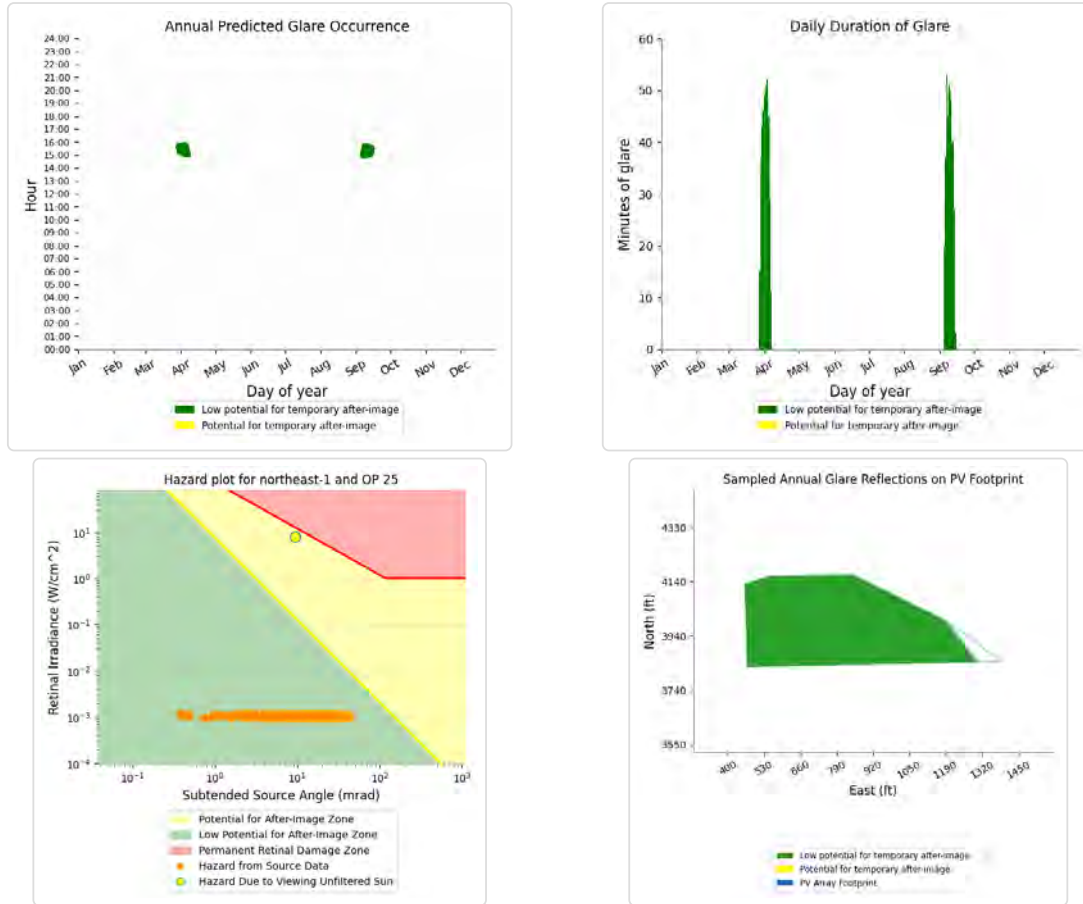 Annual Predicted Glare Occurrence
24:00
23:00
22:00
21:00
20:00
19:00
18:00
17:00
16:00
15:00
14:00
13:00
12:00
11:00
10:00
09:00
08:00
07:00
06:00
05:00
04:00
03:00
02:00
01:00
00:00
Hour
Jan Feb Mar Apr May Jun Jul Aug Sep Oct Nov Dec
Day of year
Low potential for temporary after-image
Potential for temporary after-image
Daily Duration of Glare
60
50
40
30
20
10
0
Minutes of glare
Jan Feb Mar Apr May Jun Jul Aug Sep Oct Nov Dec
Day of year
Low potential for temporary after-image
Potential for temporary after-image
Hazard plot for northeast-1 and OP 25
10^1
10^0
10^-1
10^-2
10^-3
10^-4
Retinal Irradiance (W/cm^2)
10^-1 10^0 10^1 10^2 10^3
Subtended Source Angle (mrad)
Potential for After-Image Zone
Low Potential for After-Image Zone
Permanent Retinal Damage Zone
Hazard from Source Data
Hazard Due to Viewing Unfiltered Sun
Sampled Annual Glare Reflections on PV Footprint
4330
4140
3940
3740
3550
North (ft)
400 530 660 790 920 1050 1190 1320 1450
East (ft)
Low potential for temporary after-image
Potential for temporary after-image
PV Array Footprint